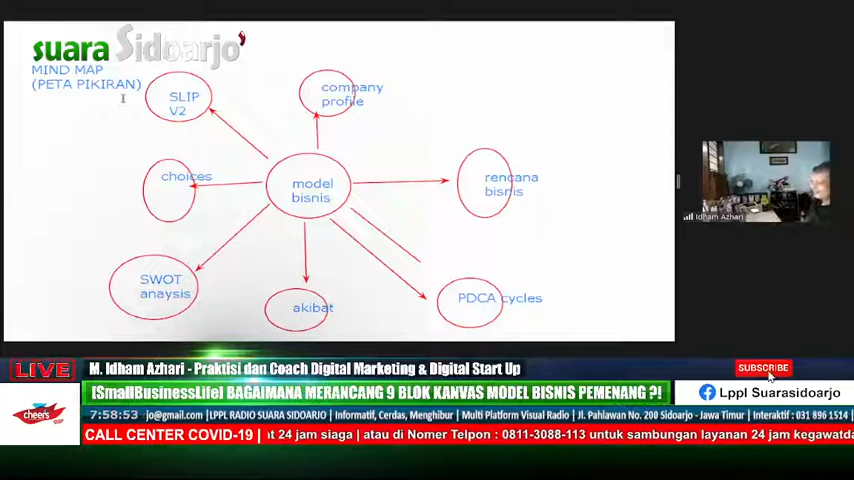 suara Sidoarjo
MIND MAP
(PETA PIKIRAN)
SLIP
V2
company
profile
choices
model
bisnis
rencana
bisnis
SWOT
anaysis
akibat
PDCA cycles
Idham Azhari
LIVE
M. Idham Azhari - Praktisi dan Coach Digital Marketing & Digital Start Up
SUBSCRIBE
[SmallBusinessLife] BAGAIMANA MERANCANG 9 BLOK KANVAS MODEL BISNIS PEMENANG ?!
Lppl Suarasidoarjo
cheers
7:58:53 jo@gmail.com |LPPL RADIO SUARA SIDOARJO | Informatif, Cerdas, Menghibur | Multi Platform Visual Radio | Jl. Pahlawan No. 200 Sidoarjo - Jawa Timur | Interaktif : 031 896 1514 |
CALL CENTER COVID-19 | at 24 jam siaga | atau di Nomer Telpon : 0811-3088-113 untuk sambungan layanan 24 jam kegawatda